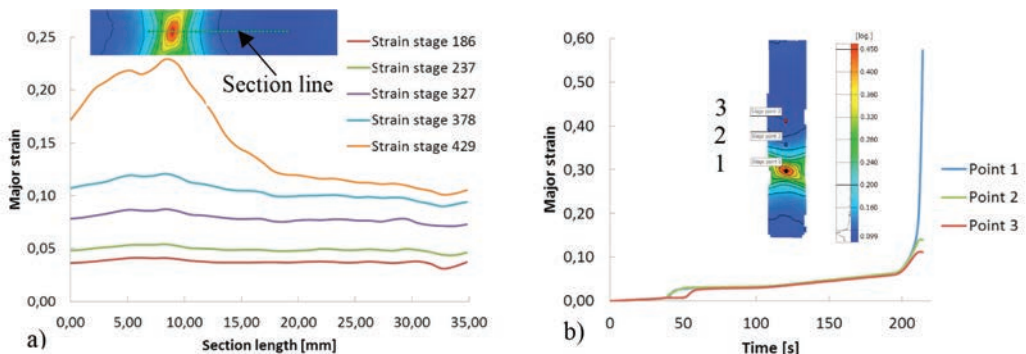 0,25
0,20
0,15
0,10
0,05
0,00
Major strain
Section line
Strain stage 186
Strain stage 237
Strain stage 327
Strain stage 378
Strain stage 429
0,00 5,00 10,00 15,00 20,00 25,00 30,00 35,00
Section length [mm]
a)
0,60
0,50
0,40
0,30
0,20
0,10
0,00
Major strain
3
2
1
[log.]
0.450
0.400
0.360
0.320
0.280
0.240
0.200
0.160
0.099
Point 1
Point 2
Point 3
0 50 100 150 200
Time [s]
b)